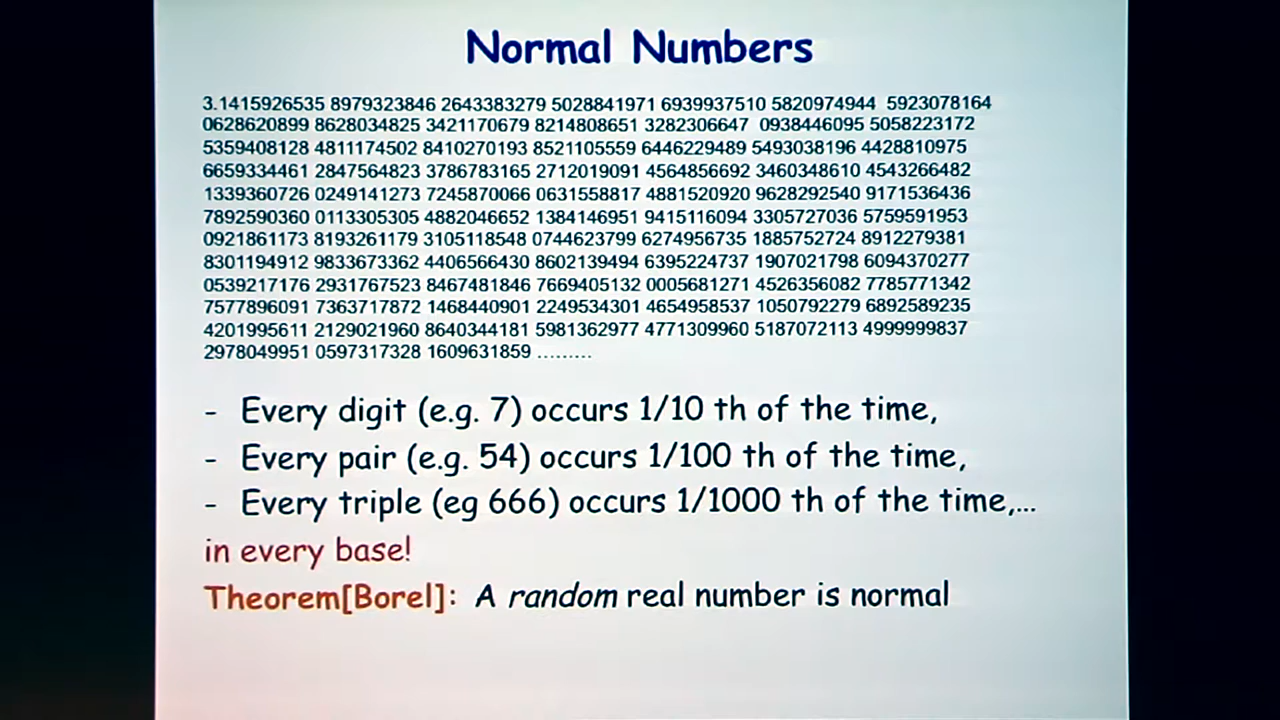 Normal Numbers
3.1415926535 8979323846 2643383279 5028841971 6939937510 5820974944 5923078164
0628620899 8628034825 3421170679 8214808651 3282306647 0938446095 5058223172
5359408128 4811174502 8410270193 8521105559 6446229489 5493038196 4428810975
6659334461 2847564823 3786783165 2712019091 4564856692 3460348610 4543266482
1339360726 0249141273 7245870066 0631558817 4881520920 9628292540 9171536436
7892590360 0113305305 4882046652 1384146951 9415116094 3305727036 5759591953
0921861173 8193261179 3105118548 0744623799 6274956735 1885752724 8912279381
8301194912 9833673362 4406566430 8602139494 6395224737 1907021798 6094370277
0539217176 2931767523 8467481846 7669405132 0005681271 4526356082 7785771342
7577896091 7363717872 1468440901 2249534301 4654958537 1050792279 6892589235
4201995611 2129021960 8640344181 5981362977 4771309960 5187072113 4999999837
2978049951 0597317328 1609631859 .........
- Every digit (e.g. 7) occurs 1/10 th of the time,
- Every pair (e.g. 54) occurs 1/100 th of the time,
- Every triple (eg 666) occurs 1/1000 th of the time,...
in every base!
Theorem[Borel]: A random real number is normal